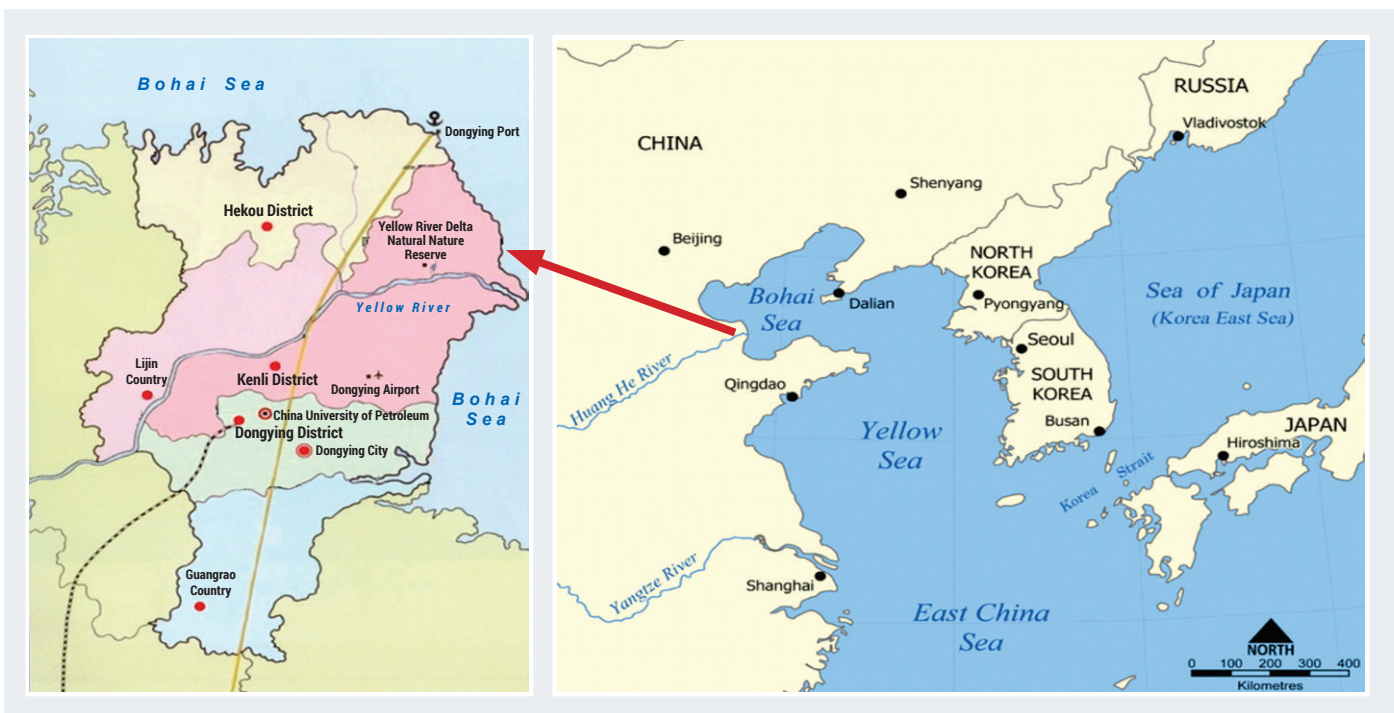 Bohai Sea
Dongying Port
Hekou District
Yellow River Delta
Natural Nature
Reserve
Yellow River
Lijin
Country
Kenli District
Dongying Airport
Bohai
Sea
China University of Petroleum
Dongying District
Dongying City
Guangrao
Country
RUSSIA
Vladivostok
CHINA
Shenyang
Beijing
NORTH
KOREA
Bohai
Sea
Dalian
Pyongyang
Sea of Japan
(Korea East Sea)
Seoul
Huang He River
Qingdao
SOUTH
KOREA
Busan
JAPAN
Hiroshima
Yellow
Sea
Korea Strait
Yangtze River
Shanghai
East China
Sea
NORTH
0 100 200 300 400
Kilometres